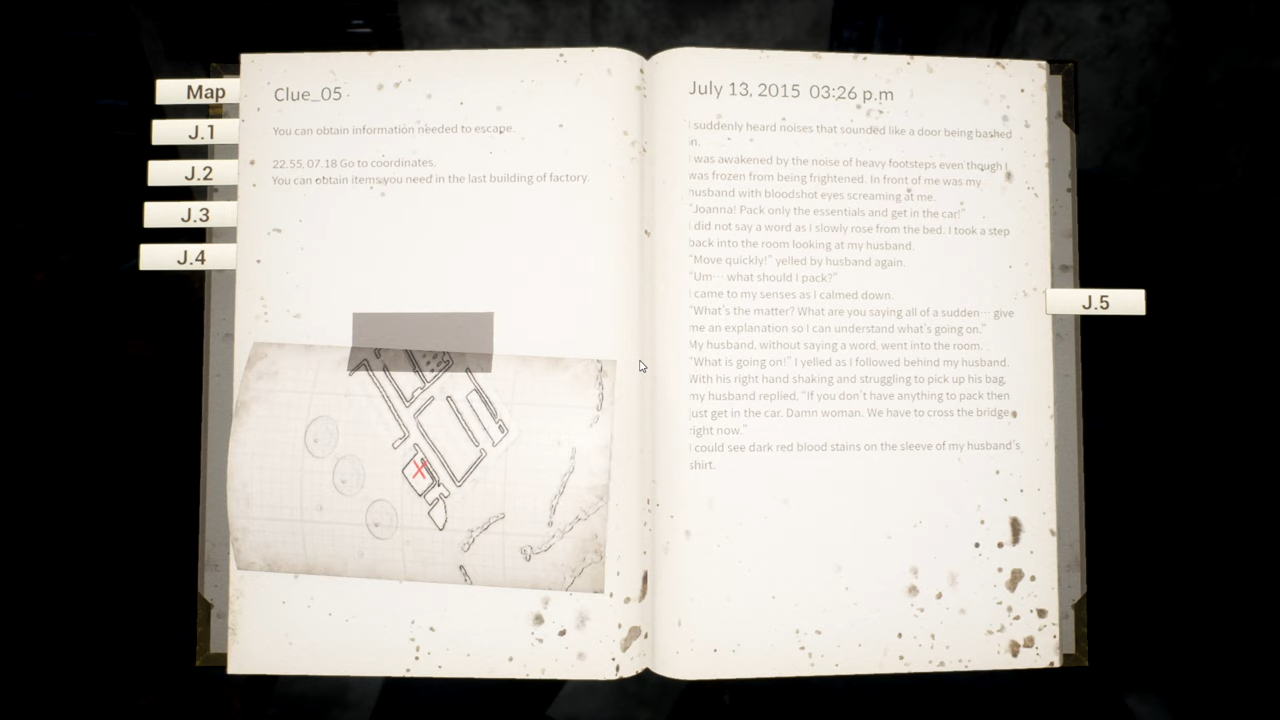 Map
J.1
J.2
J.3
J.4
Clue_05
You can obtain information needed to escape.
22.55, 07.18 Go to coordinates.
You can obtain items you need in the last building of factory.
July 13, 2015 03:26 p.m
I suddenly heard noises that sounded like a door being bashed
in.
I was awakened by the noise of heavy footsteps even though I
was frozen from being frightened. In front of me was my
husband with bloodshot eyes screaming at me.
"Joanna! Pack only the essentials and get in the car!"
I did not say a word as I slowly rose from the bed. I took a step
back into the room looking at my husband.
"Move quickly!" yelled by husband again.
"Um··· what should I pack?"
I came to my senses as I calmed down.
"What's the matter? What are you saying all of a sudden··· give
me an explanation so I can understand what's going on."
My husband, without saying a word, went into the room.
"What is going on!" I yelled as I followed behind my husband.
With his right hand shaking and struggling to pick up his bag,
my husband replied, "If you don't have anything to pack then
just get in the car. Damn woman. We have to cross the bridge
right now."
I could see dark red blood stains on the sleeve of my husband's
shirt.
J.5